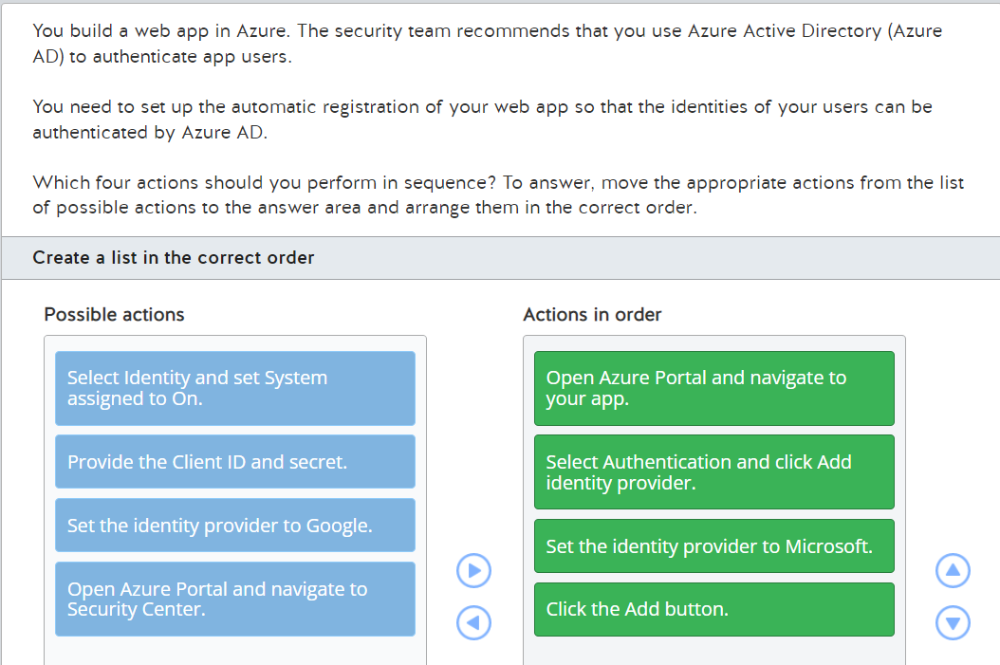 You build a web app in Azure. The security team recommends that you use Azure Active Directory (Azure
AD) to authenticate app users.
You need to set up the automatic registration of your web app so that the identities of your users can be
authenticated by Azure AD.
Which four actions should you perform in sequence? To answer, move the appropriate actions from the list
of possible actions to the answer area and arrange them in the correct order.
Create a list in the correct order
Possible actions
Select Identity and set System
assigned to On.
Provide the Client ID and secret.
Set the identity provider to Google.
Open Azure Portal and navigate to
Security Center.
Actions in order
Open Azure Portal and navigate to
your app.
Select Authentication and click Add
identity provider.
Set the identity provider to Microsoft.
Click the Add button.